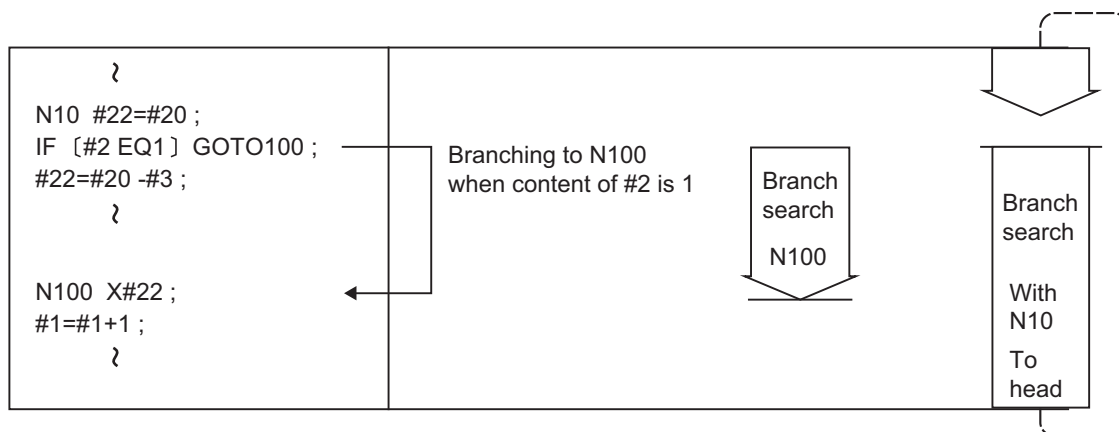 N10 #22=#20 ;
IF〔#2 EQ1〕GOTO100 ;
#22=#20 -#3 ;
N100 X#22 ;
#1=#1+1 ;
Branching to N100
when content of #2 is 1
Branch
search
N100
Branch
search
With
N10
To
head